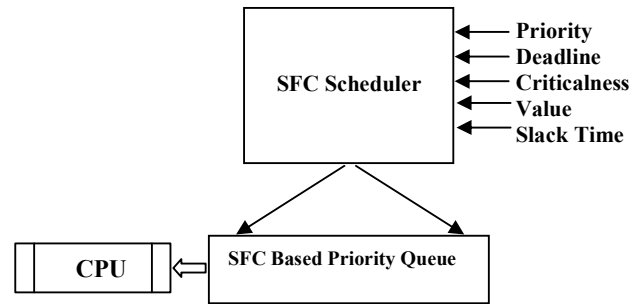 Priority
Deadline
SFC Scheduler
Criticalness
Value
Slack Time
SFC Based Priority Queue
CPU